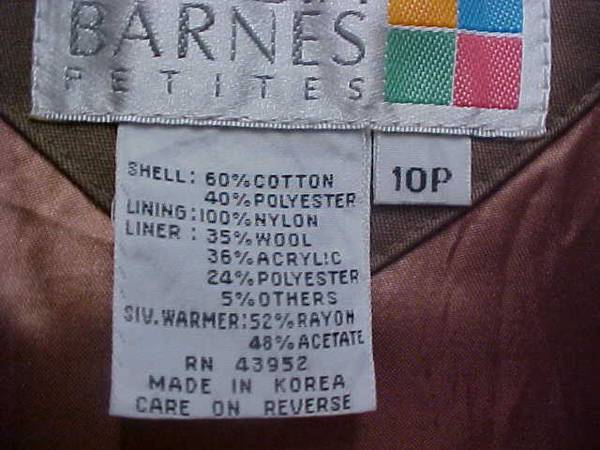 BARNES
PETITES
10P
SHELL: 60% COTTON
40% POLYESTER
LINING: 100% NYLON
LINER : 35% WOOL
36% ACRYLIC
24% POLYESTER
5% OTHERS
SIV. WARMER: 52% RAYON
48% ACETATE
RN 43952
MADE IN KOREA
CARE ON REVERSE